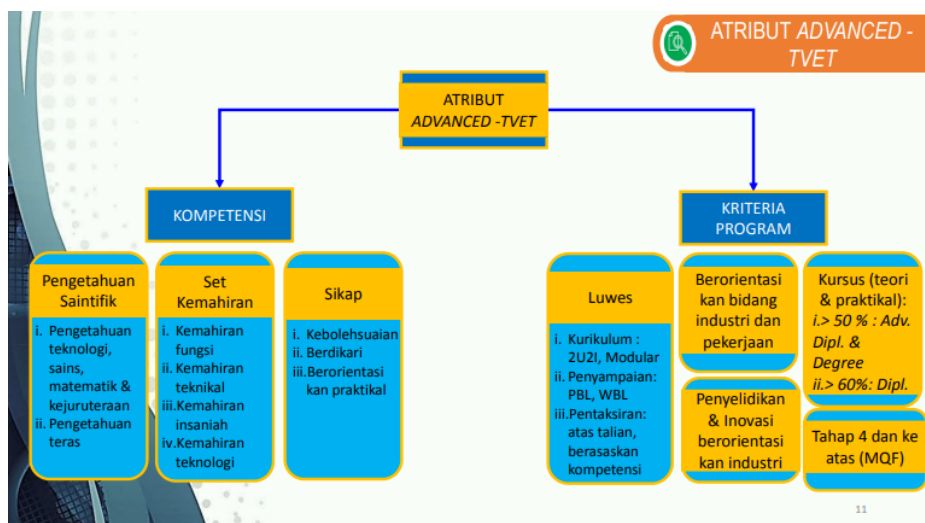 ATRIBUT ADVANCED -
TVET
ATRIBUT
ADVANCED -TVET
KOMPETENSI
Pengetahuan
Saintifik
i. Pengetahuan
teknologi,
sains,
matematik &
kejuruteraan
ii. Pengetahuan
teras
Set
Kemahiran
i. Kemahiran
fungsi
ii. Kemahiran
teknikal
iii.Kemahiran
insaniah
iv.Kemahiran
teknologi
Sikap
i. Kebolehsuaian
ii. Berdikari
iii.Berorientasi
kan praktikal
KRITERIA
PROGRAM
Luwes
i. Kurikulum :
2U2I, Modular
ii. Penyampaian:
PBL, WBL
iii.Pentaksiran:
atas talian,
berasaskan
kompetensi
Berorientasi
kan bidang
industri dan
pekerjaan
Penyelidikan
& Inovasi
berorientasi
kan industri
Kursus (teori
& praktikal):
i.> 50 % : Adv.
Dipl. &
Degree
ii.> 60%: Dipl.
Tahap 4 dan ke
atas (MQF)
11